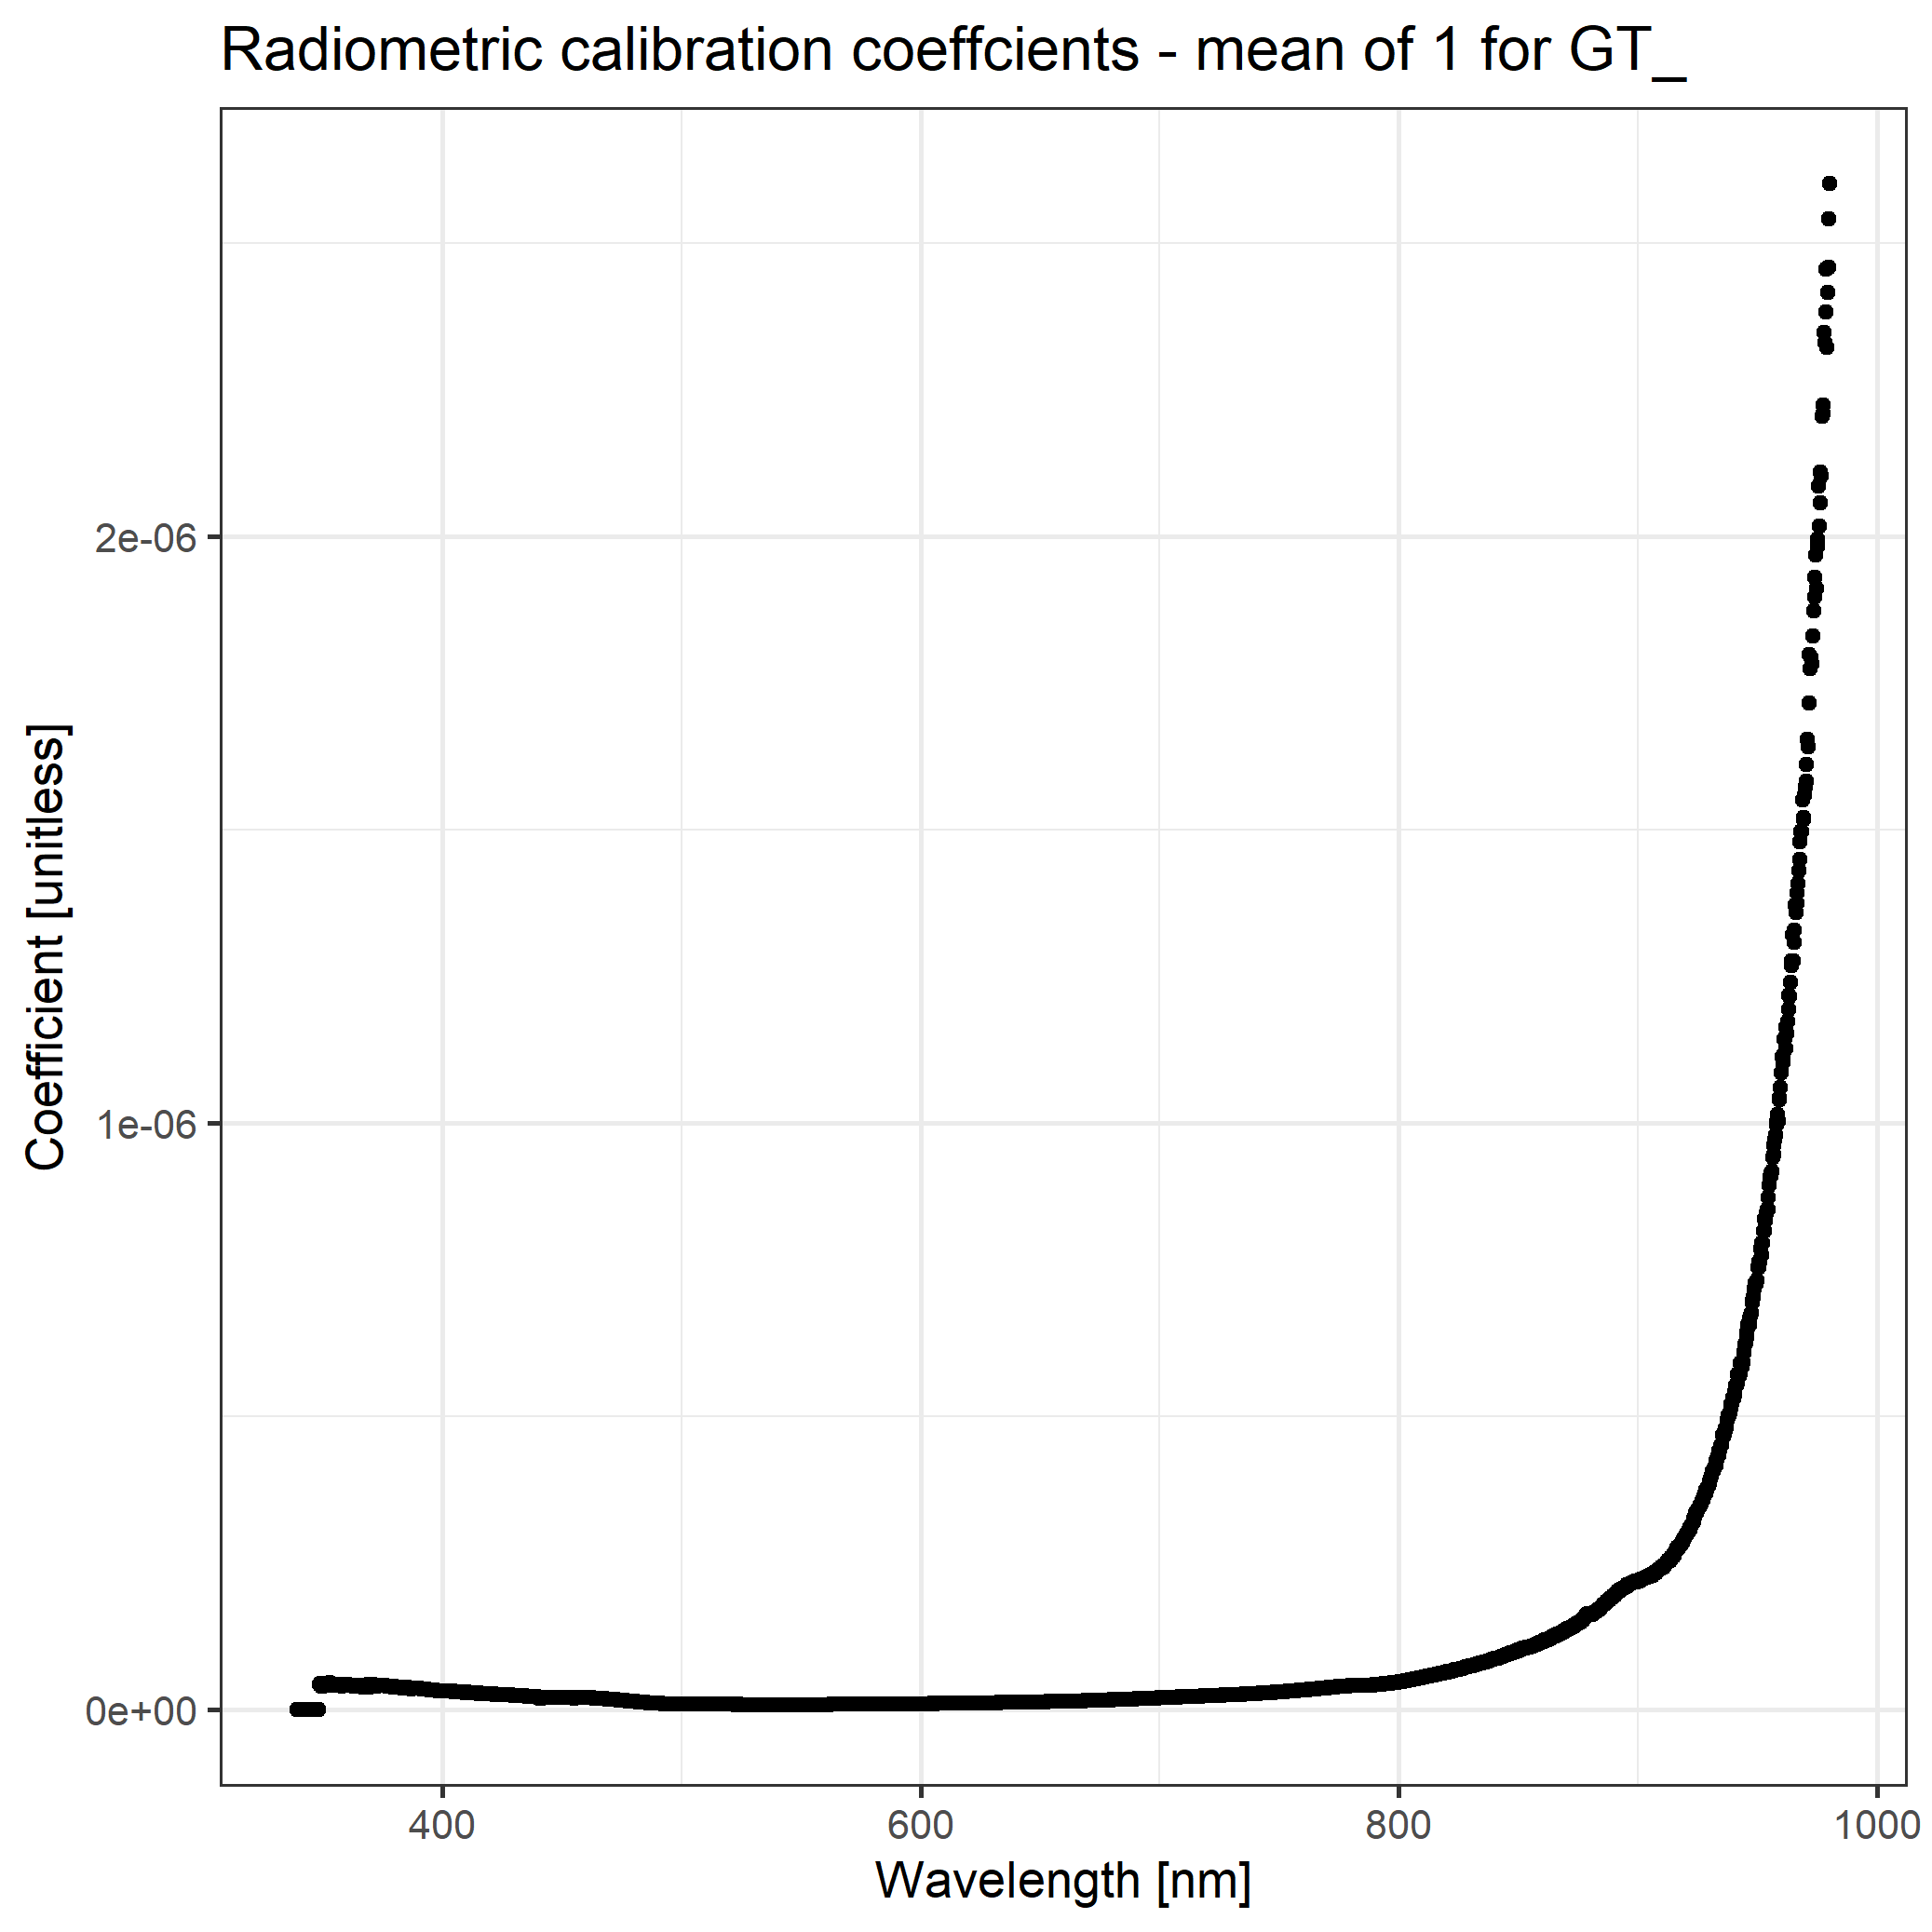 Radiometric calibration coeffcients - mean of 1 for GT_
Coefficient [unitless]
2e-06
1e-06
0e+00
400
600
800
1000
Wavelength [nm]